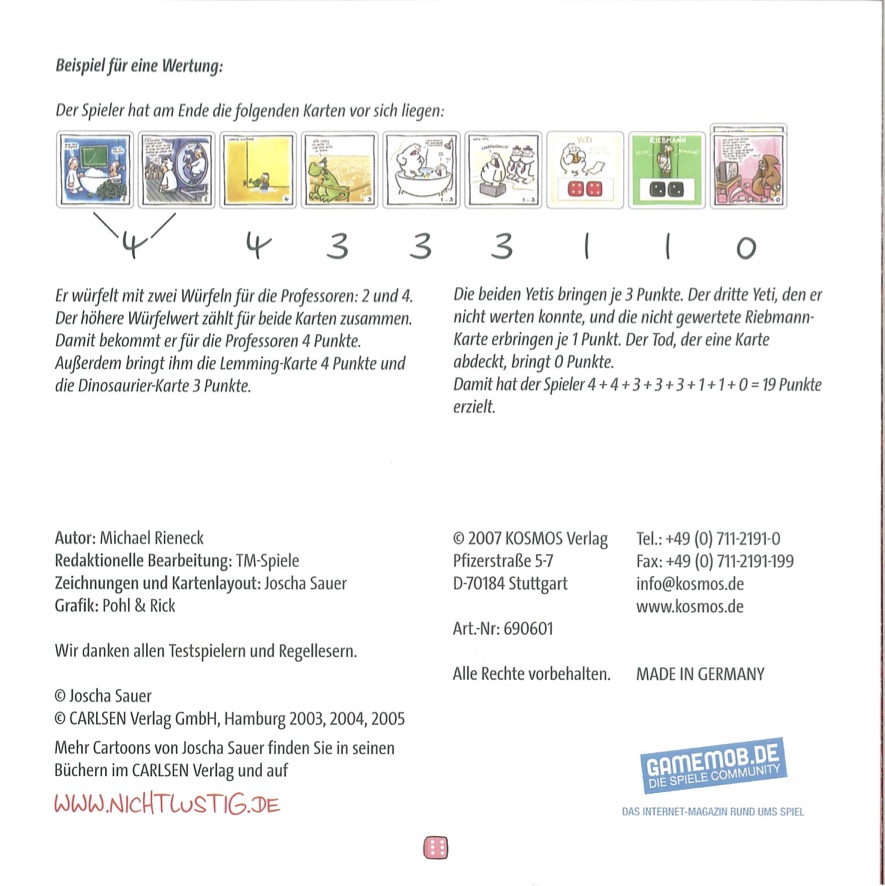 Beispiel für eine Wertung:
Der Spieler hat am Ende die folgenden Karten vor sich liegen:
RIEBMANN
4 4 3 3 3 1 1 0
Er würfelt mit zwei Würfeln für die Professoren: 2 und 4.
Der höhere Würfelwert zählt für beide Karten zusammen.
Damit bekommt er für die Professoren 4 Punkte.
Außerdem bringt ihm die Lemming-Karte 4 Punkte und
die Dinosaurier-Karte 3 Punkte.
Die beiden Yetis bringen je 3 Punkte. Der dritte Yeti, den er
nicht werten konnte, und die nicht gewertete Riebmann-
Karte erbringen je 1 Punkt. Der Tod, der eine Karte
abdeckt, bringt 0 Punkte.
Damit hat der Spieler 4 + 4 + 3 + 3 + 3 + 1 + 1 + 0 = 19 Punkte
erzielt.
Autor: Michael Rieneck
Redaktionelle Bearbeitung: TM-Spiele
Zeichnungen und Kartenlayout: Joscha Sauer
Grafik: Pohl & Rick
Wir danken allen Testspielern und Regellesern.
© Joscha Sauer
© CARLSEN Verlag GmbH, Hamburg 2003, 2004, 2005
Mehr Cartoons von Joscha Sauer finden Sie in seinen
Büchern im CARLSEN Verlag und auf
WWW.NICHTLUSTIG.DE
© 2007 KOSMOS Verlag
Pfizerstraße 5-7
D-70184 Stuttgart
Art.-Nr: 690601
Alle Rechte vorbehalten.
Tel.: +49 (0) 711-2191-0
Fax: +49 (0) 711-2191-199
info@kosmos.de
www.kosmos.de
MADE IN GERMANY
GAMEMOB.DE
DIE SPIELE COMMUNITY
DAS INTERNET-MAGAZIN RUND UMS SPIEL